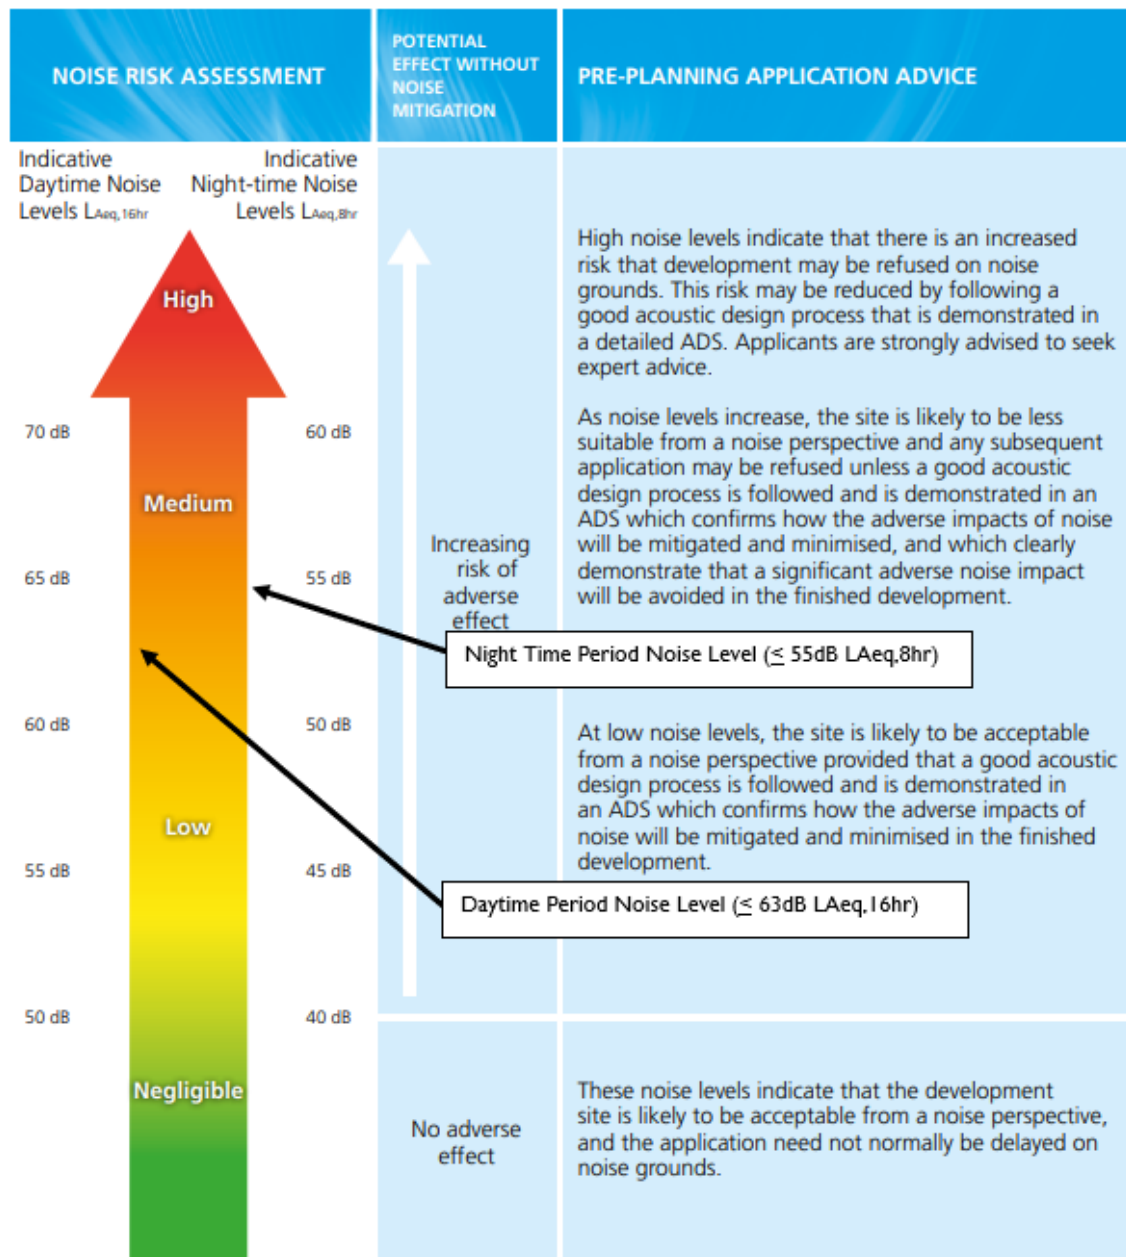 NOISE RISK ASSESSMENT
POTENTIAL
EFFECT WITHOUT
NOISE
MITIGATION
PRE-PLANNING APPLICATION ADVICE
Indicative
Daytime Noise
Levels LAeq,16hr
Indicative
Night-time Noise
Levels LAeq,8hr
High
70 dB
60 dB
Medium
65 dB
55 dB
60 dB
50 dB
Low
55 dB
45 dB
50 dB
40 dB
Negligible
Increasing
risk of
adverse
effect
No adverse
effect
High noise levels indicate that there is an increased
risk that development may be refused on noise
grounds. This risk may be reduced by following a
good acoustic design process that is demonstrated in
a detailed ADS. Applicants are strongly advised to seek
expert advice.
As noise levels increase, the site is likely to be less
suitable from a noise perspective and any subsequent
application may be refused unless a good acoustic
design process is followed and is demonstrated in an
ADS which confirms how the adverse impacts of noise
will be mitigated and minimised, and which clearly
demonstrate that a significant adverse noise impact
will be avoided in the finished development.
Night Time Period Noise Level (≤ 55dB LAeq,8hr)
At low noise levels, the site is likely to be acceptable
from a noise perspective provided that a good acoustic
design process is followed and is demonstrated in
an ADS which confirms how the adverse impacts of
noise will be mitigated and minimised in the finished
development.
Daytime Period Noise Level (≤ 63dB LAeq,16hr)
These noise levels indicate that the development
site is likely to be acceptable from a noise perspective,
and the application need not normally be delayed on
noise grounds.